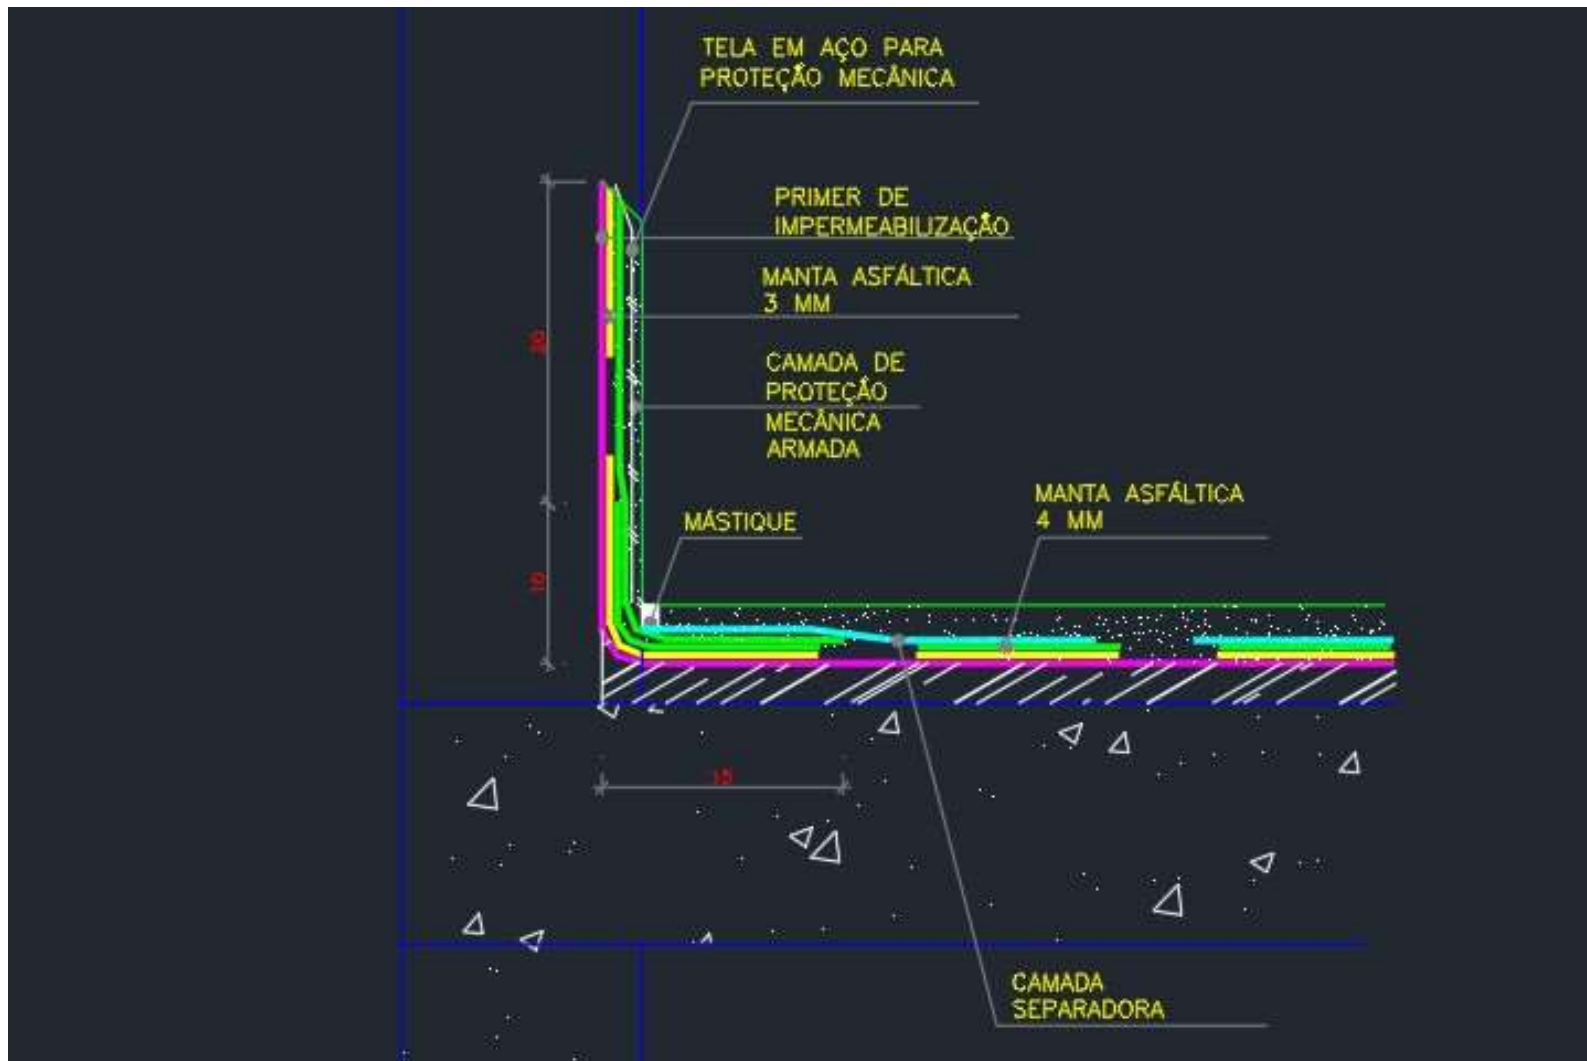 TELA EM AÇO PARA
PROTEÇÃO MECÂNICA
PRIMER DE
IMPERMEABILIZAÇÃO
MANTA ASFÁLTICA
3 MM
CAMADA DE
PROTEÇÃO
MECÂNICA
ARMADA
MANTA ASFÁLTICA
4 MM
MÁSTIQUE
10
15
CAMADA
SEPARADORA